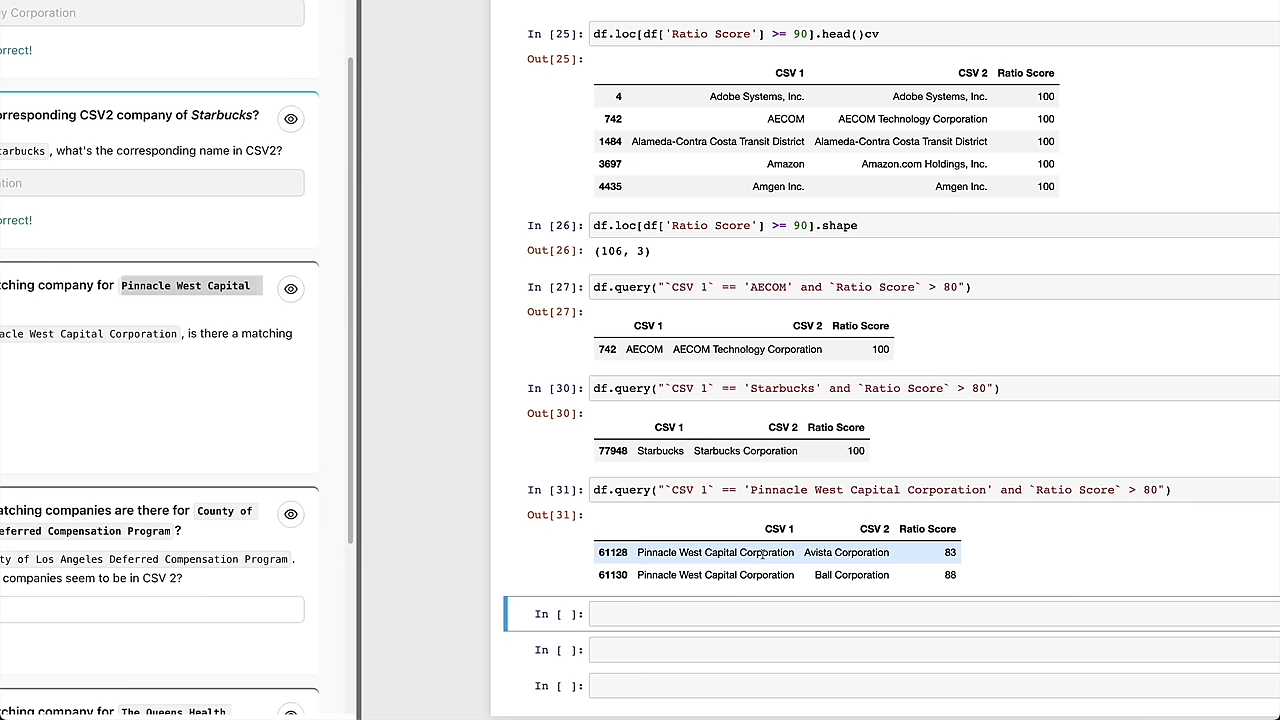 y Corporation
orrect!
orresponding CSV2 company of Starbucks?
tarbucks , what's the corresponding name in CSV2?
ation
orrect!
tching company for Pinnacle West Capital
acle West Capital Corporation , is there a matching
atching companies are there for County of
eferred Compensation Program ?
ty of Los Angeles Deferred Compensation Program .
companies seem to be in CSV 2?
tching company for The Queens Health
In [25]: df.loc[df['Ratio Score'] >= 90].head()cv
Out[25]:
CSV 1 CSV 2 Ratio Score
4 Adobe Systems, Inc. Adobe Systems, Inc. 100
742 AECOM AECOM Technology Corporation 100
1484 Alameda-Contra Costa Transit District Alameda-Contra Costa Transit District 100
3697 Amazon Amazon.com Holdings, Inc. 100
4435 Amgen Inc. Amgen Inc. 100
In [26]: df.loc[df['Ratio Score'] >= 90].shape
Out[26]: (106, 3)
In [27]: df.query("`CSV 1` == 'AECOM' and `Ratio Score` > 80")
Out[27]:
CSV 1 CSV 2 Ratio Score
742 AECOM AECOM Technology Corporation 100
In [30]: df.query("`CSV 1` == 'Starbucks' and `Ratio Score` > 80")
Out[30]:
CSV 1 CSV 2 Ratio Score
77948 Starbucks Starbucks Corporation 100
In [31]: df.query("`CSV 1` == 'Pinnacle West Capital Corporation' and `Ratio Score` > 80")
Out[31]:
CSV 1 CSV 2 Ratio Score
61128 Pinnacle West Capital Corporation Avista Corporation 83
61130 Pinnacle West Capital Corporation Ball Corporation 88
In [ ]:
In [ ]:
In [ ]: